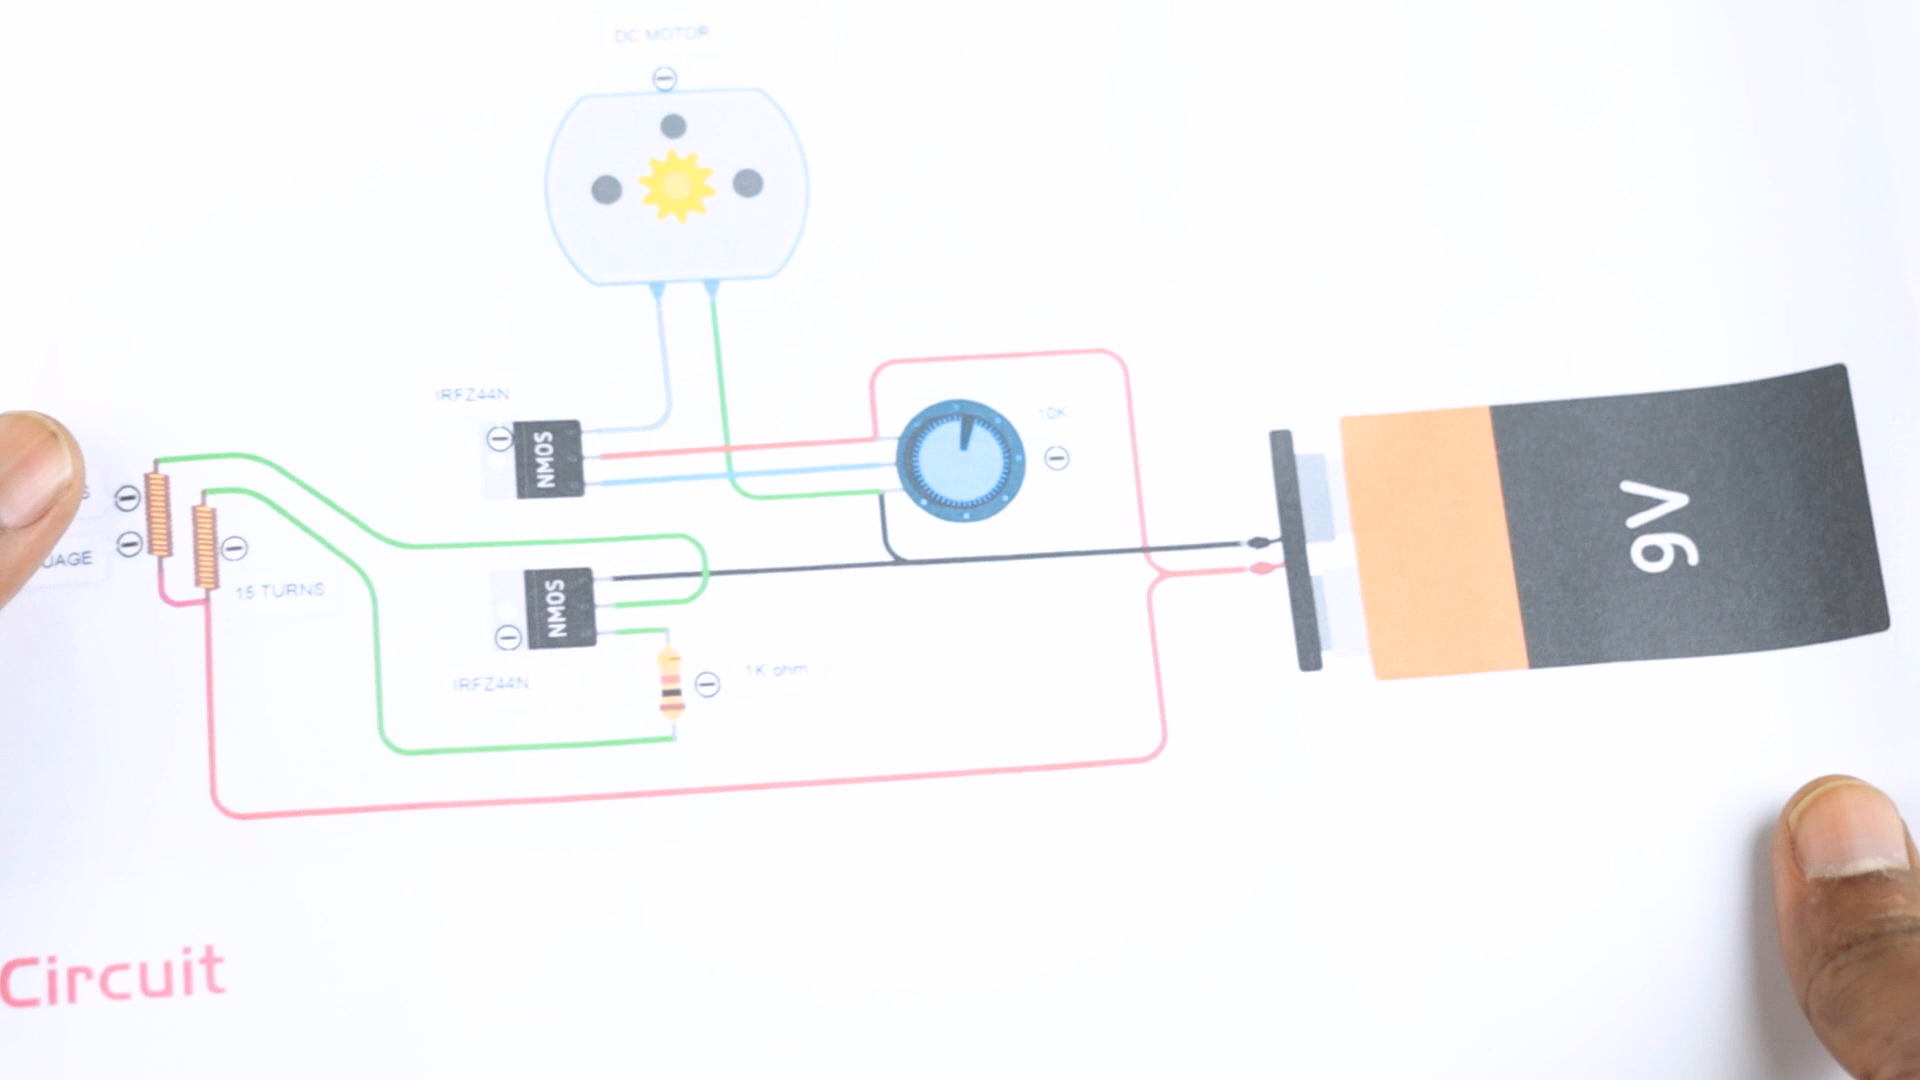 DC MOTOR
IRFZ44N
NMOS
10K
9V
S
UAGE
15 TURNS
NMOS
IRFZ44N
1K ohm
Circuit